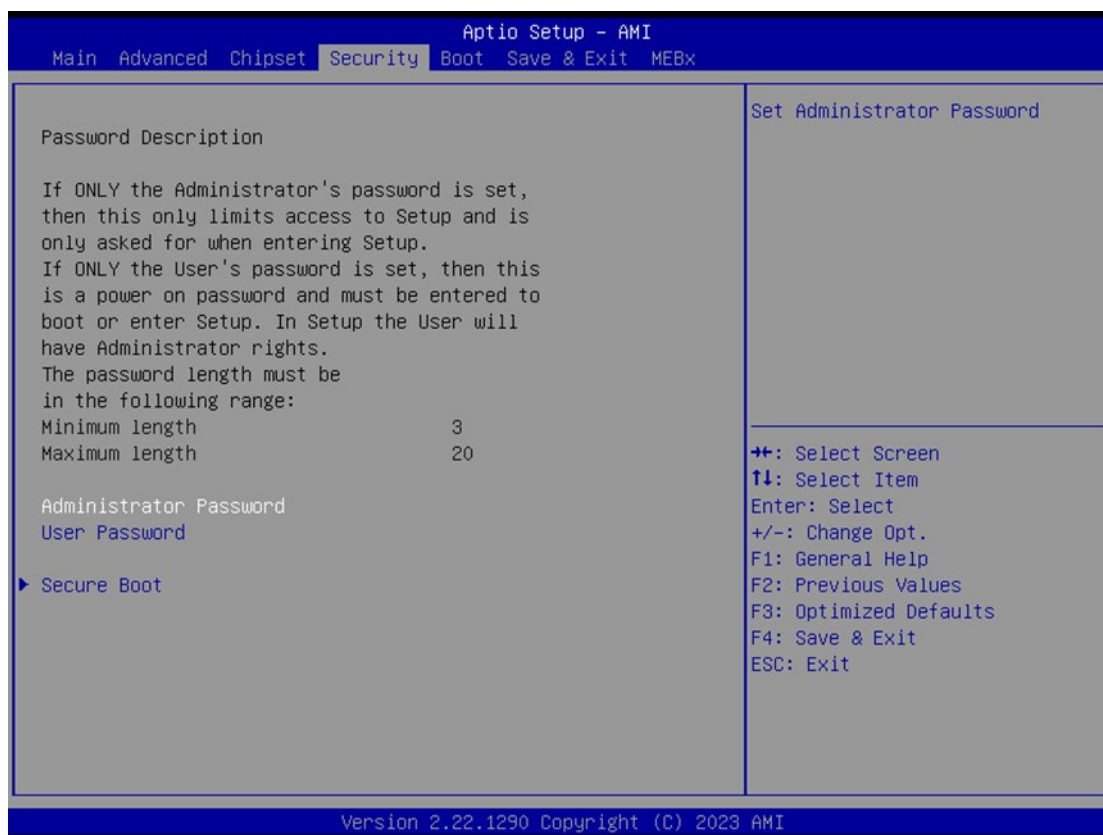 Aptio Setup – AMI
Main Advanced Chipset Security Boot Save & Exit MEBx
Password Description
If ONLY the Administrator's password is set,
then this only limits access to Setup and is
only asked for when entering Setup.
If ONLY the User's password is set, then this
is a power on password and must be entered to
boot or enter Setup. In Setup the User will
have Administrator rights.
The password length must be
in the following range:
Minimum length 3
Maximum length 20
Administrator Password
User Password
Secure Boot
Set Administrator Password
→←: Select Screen
↑↓: Select Item
Enter: Select
+/-: Change Opt.
F1: General Help
F2: Previous Values
F3: Optimized Defaults
F4: Save & Exit
ESC: Exit
Version 2.22.1290 Copyright (C) 2023 AMI